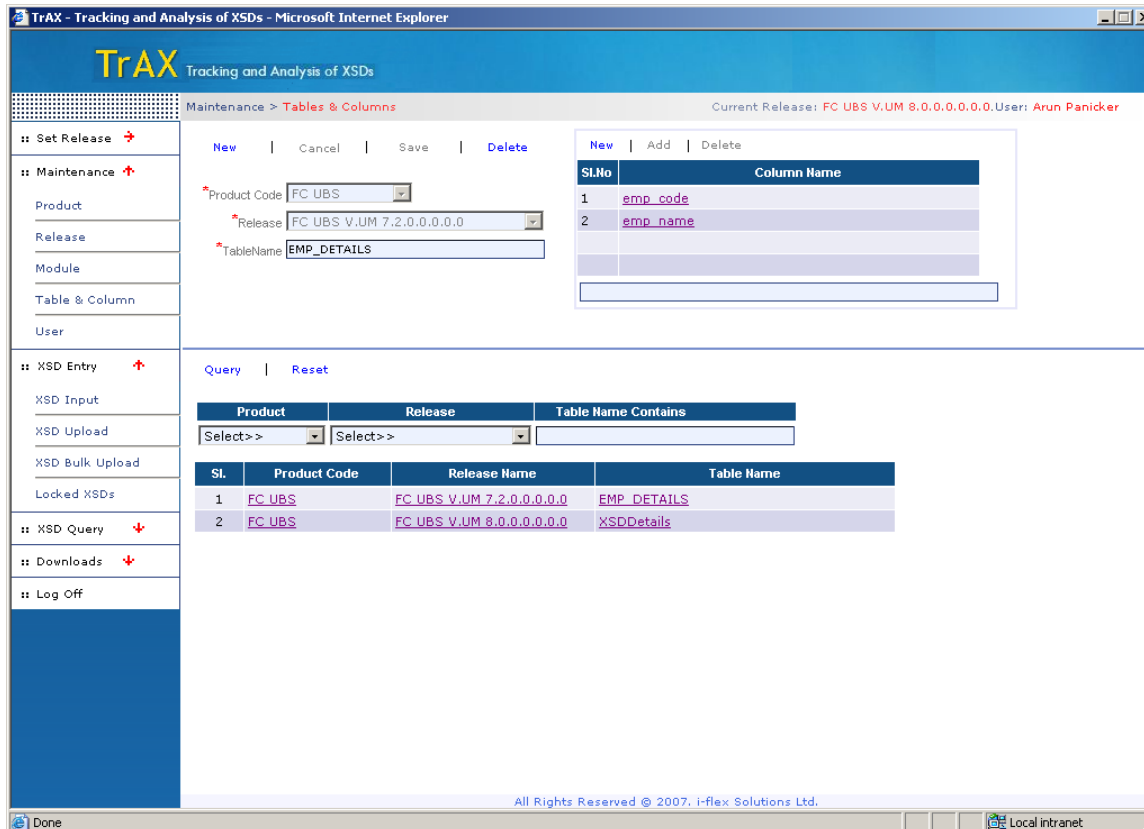 TrAX - Tracking and Analysis of XSDs - Microsoft Internet Explorer
TrAX Tracking and Analysis of XSDs
Maintenance > Tables & Columns
Current Release: FC UBS V.UM 8.0.0.0.0.0.0.User: Arun Panicker
:: Set Release
:: Maintenance
Product
Release
Module
Table & Column
User
:: XSD Entry
XSD Input
XSD Upload
XSD Bulk Upload
Locked XSDs
:: XSD Query
:: Downloads
:: Log Off
New | Cancel | Save | Delete
*Product Code FC UBS
*Release FC UBS V.UM 7.2.0.0.0.0.0
*TableName EMP_DETAILS
New | Add | Delete
Sl.No Column Name
1 emp_code
2 emp_name
Query | Reset
Product Release Table Name Contains
Select>> Select>>
Sl. Product Code Release Name Table Name
1 FC UBS FC UBS V.UM 7.2.0.0.0.0.0 EMP_DETAILS
2 FC UBS FC UBS V.UM 8.0.0.0.0.0.0 XSDDetails
All Rights Reserved @ 2007. i-flex Solutions Ltd.
Done
Local intranet